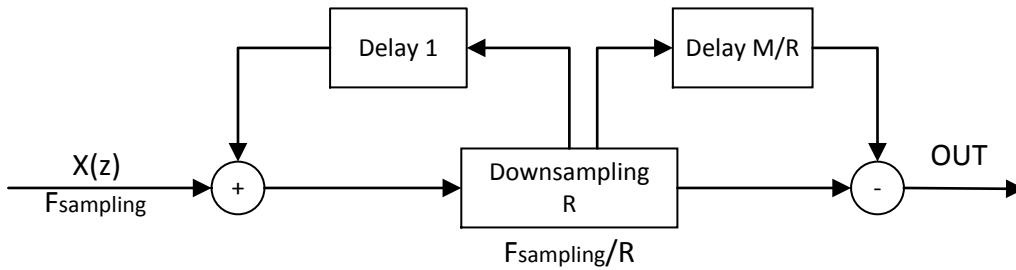 Delay 1
Delay M/R
X(z)
Fsampling
+
Downsampling
R
-
OUT
Fsampling/R